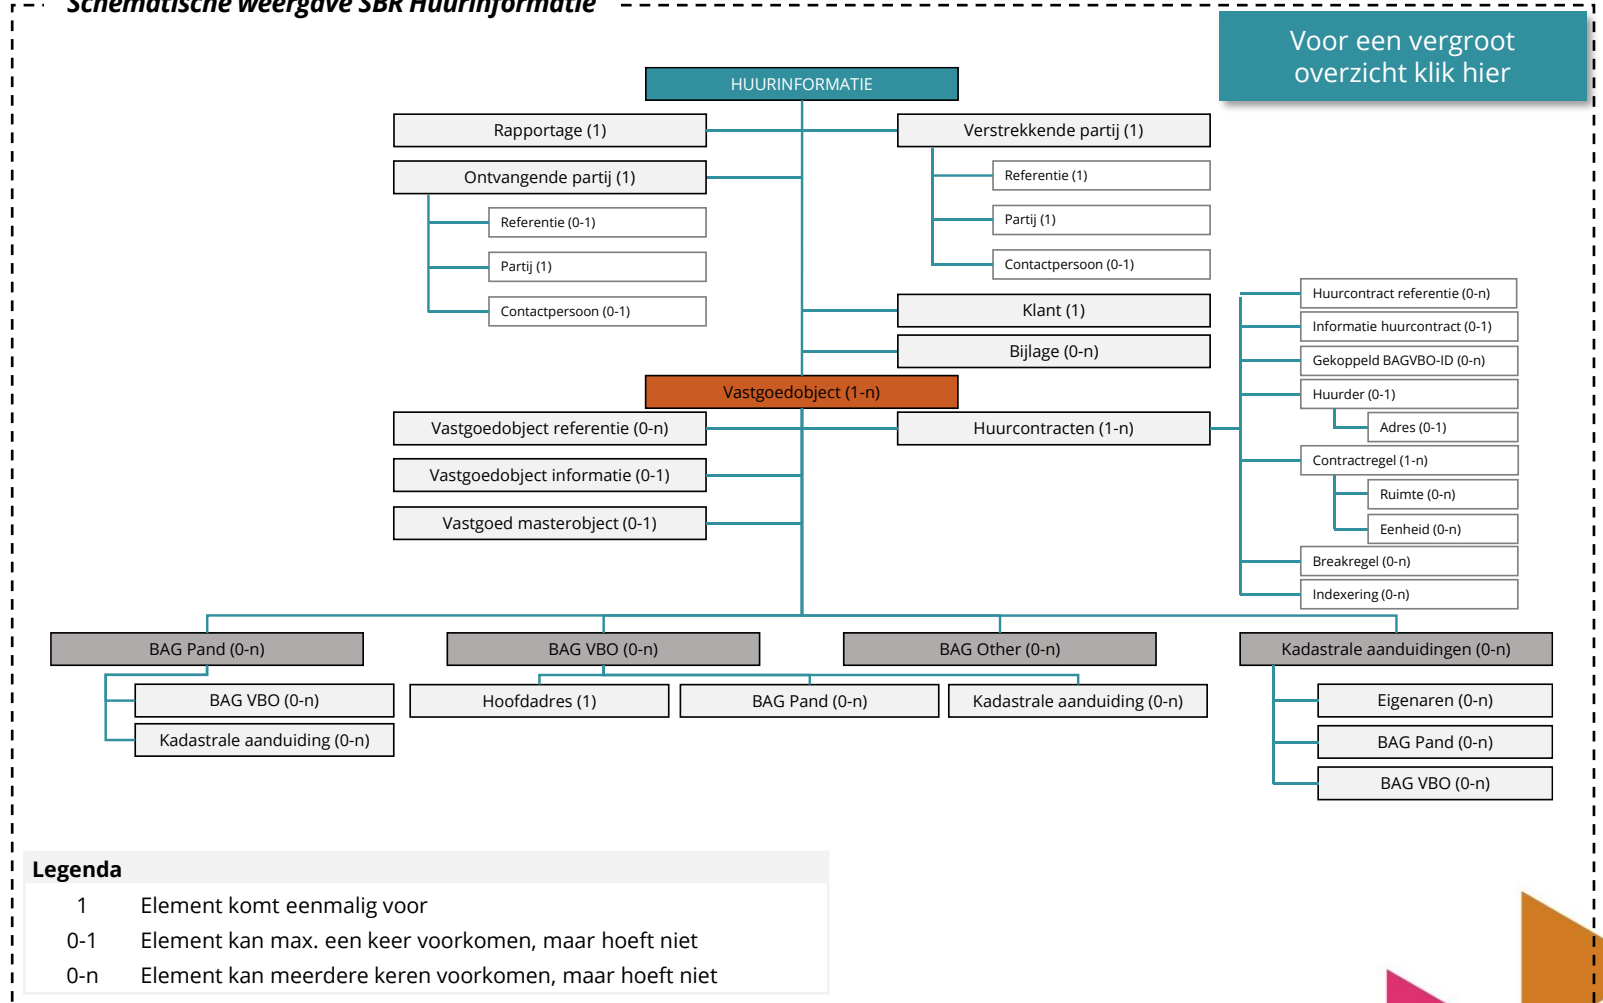 Schematische weergave SBR Huurinformatie
Voor een vergroot
overzicht klik hier
HUURINFORMATIE
Rapportage (1)
Verstrekkende partij (1)
Ontvangende partij (1)
Referentie (1)
Referentie (0-1)
Partij (1)
Partij (1)
Contactpersoon (0-1)
Contactpersoon (0-1)
Klant (1)
Bijlage (0-n)
Vastgoedobject (1-n)
Vastgoedobject referentie (0-n)
Huurcontracten (1-n)
Vastgoedobject informatie (0-1)
Vastgoed masterobject (0-1)
Huurcontract referentie (0-n)
Informatie huurcontract (0-1)
Gekoppeld BAGVBO-ID (0-n)
Huurder (0-1)
Adres (0-1)
Contractregel (1-n)
Ruimte (0-n)
Eenheid (0-n)
Breakregel (0-n)
Indexering (0-n)
BAG Pand (0-n)
BAG VBO (0-n)
BAG Other (0-n)
Kadastrale aanduidingen (0-n)
BAG VBO (0-n)
Kadastrale aanduiding (0-n)
Hoofdadres (1)
BAG Pand (0-n)
Kadastrale aanduiding (0-n)
Eigenaren (0-n)
BAG Pand (0-n)
BAG VBO (0-n)
Legenda
1 Element komt eenmalig voor
0-1 Element kan max. een keer voorkomen, maar hoeft niet
0-n Element kan meerdere keren voorkomen, maar hoeft niet